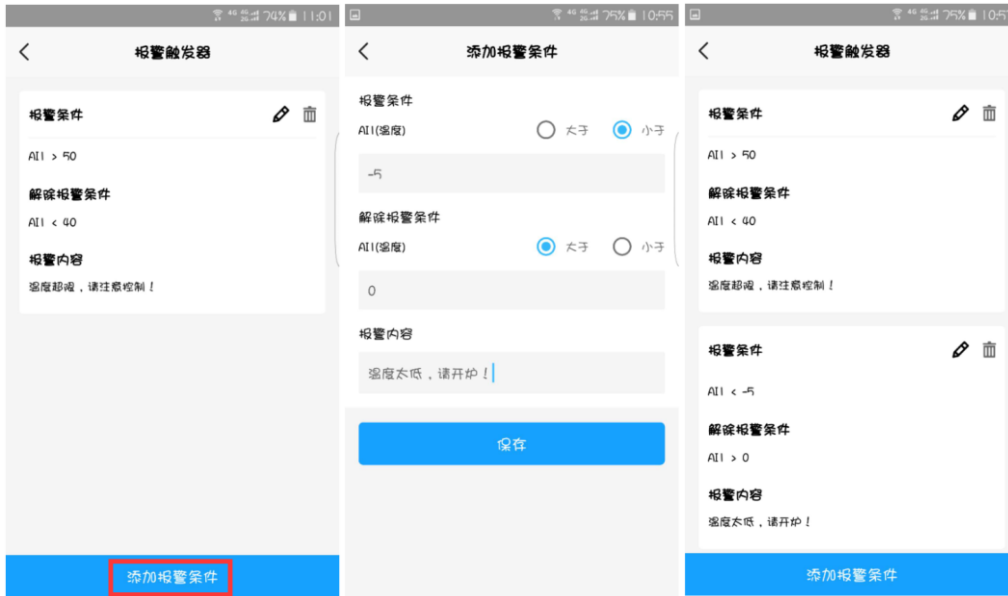 74% 11:01
报警触发器
报警条件
AI1 > 50
解除报警条件
AI1 < 40
报警内容
温度超限，请注意控制！
添加报警条件
75% 10:55
添加报警条件
报警条件
AI1(温度) 大于 小于
-5
解除报警条件
AI1(温度) 大于 小于
0
报警内容
温度太低，请开炉！
保存
75% 10:5
报警触发器
报警条件
AI1 > 50
解除报警条件
AI1 < 40
报警内容
温度超限，请注意控制！
报警条件
AI1 < -5
解除报警条件
AI1 > 0
报警内容
温度太低，请开炉！
添加报警条件